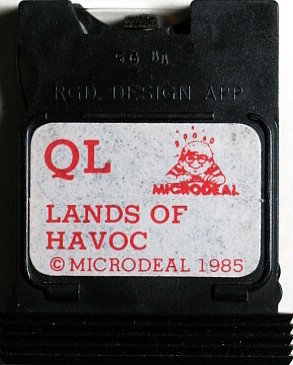 RGD. DESIGN APP.
QL
MICRODEAL
LANDS OF
HAVOC
© MICRODEAL 1985